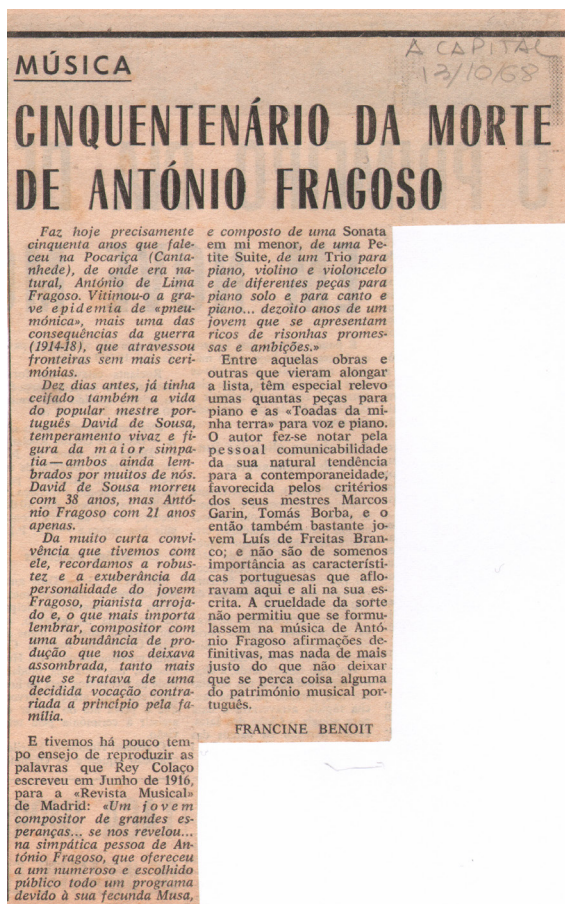 A CAPITAL
13/10/68
MÚSICA
CINQUENTENÁRIO DA MORTE
DE ANTÓNIO FRAGOSO
Faz hoje precisamente
cinquenta anos que fale-
ceu na Pocariça (Canta-
nhede), de onde era na-
tural, António de Lima
Fragoso. Vitimou-o a gra-
ve epidemia de «pneu-
mónica», mais uma das
consequências da guerra
(1914-18), que atravessou
fronteiras sem mais ceri-
mónias.
Dez dias antes, já tinha
ceifado também a vida
do popular mestre por-
tuguês David de Sousa,
temperamento vivaz e fi-
gura da maior simpa-
tia — ambos ainda lem-
brados por muitos de nós.
David de Sousa morreu
com 38 anos, mas Antó-
nio Fragoso com 21 anos
apenas.
Da muito curta convi-
vência que tivemos com
ele, recordamos a robus-
tez e a exuberância da
personalidade do jovem
Fragoso, pianista arroja-
do e, o que mais importa
lembrar, compositor com
uma abundância de pro-
dução que nos deixava
assombrada, tanto mais
que se tratava de uma
decidida vocação contra-
riada a princípio pela fa-
mília.
E tivemos há pouco tem-
po ensejo de reproduzir as
palavras que Rey Colaço
escreveu em Junho de 1916,
para a «Revista Musical»
de Madrid: «Um jovem
compositor de grandes es-
peranças... se nos revelou...
na simpática pessoa de An-
tónio Fragoso, que ofereceu
a um numeroso e escolhido
público todo um programa
devido à sua fecunda Musa,
e composto de uma Sonata
em mi menor, de uma Pe-
tite Suite, de um Trio para
piano, violino e violoncelo
e de diferentes peças para
piano solo e para canto e
piano... dezoito anos de um
jovem que se apresentam
ricos de risonhas promes-
sas e ambições.»
Entre aquelas obras e
outras que vieram alongar
a lista, têm especial relevo
umas quantas peças para
piano e as «Toadas da mi-
nha terra» para voz e piano.
O autor fez-se notar pela
pessoal comunicabilidade
da sua natural tendência
para a contemporaneidade,
favorecida pelos critérios
dos seus mestres Marcos
Garin, Tomás Borba, e o
então também bastante jo-
vem Luís de Freitas Bran-
co; e não são de somenos
importância as característi-
cas portuguesas que aflo-
ravam aqui e ali na sua es-
crita. A crueldade da sorte
não permitiu que se formu-
lassem na música de Antó-
nio Fragoso afirmações de-
finitivas, mas nada de mais
justo do que não deixar
que se perca coisa alguma
do património musical por-
tuguês.
FRANCINE BENOIT